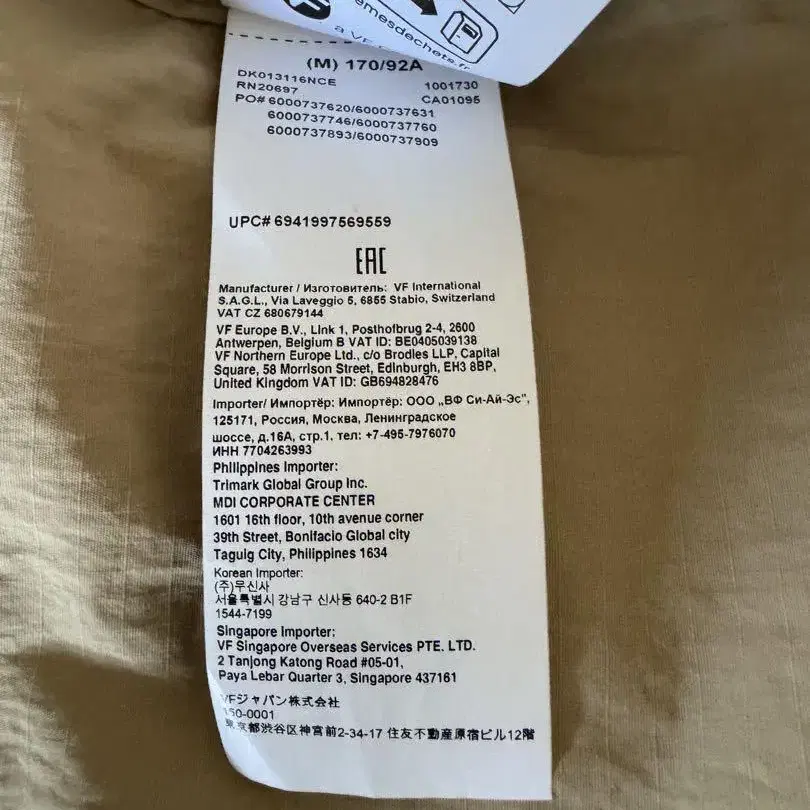 emesdechets.fr
a VF
(M) 170/92A
DK013116NCE 1001730
RN20697 CA01095
PO# 6000737620/6000737631
6000737746/6000737760
6000737893/6000737909
UPC# 6941997569559
EAC
Manufacturer / Изготовитель: VF International
S.A.G.L., Via Laveggio 5, 6855 Stabio, Switzerland
VAT CZ 680679144
VF Europe B.V., Link 1, Posthofbrug 2-4, 2600
Antwerpen, Belgium B VAT ID: BE0405039138
VF Northern Europe Ltd., c/o Brodies LLP, Capital
Square, 58 Morrison Street, Edinburgh, EH3 8BP,
United Kingdom VAT ID: GB694828476
Importer/ Импортёр: Импортер: ООО „ВФ Си-Ай-Эс",
125171, Россия, Москва, Ленинградское
шоссе, д.16А, стр.1, тел: +7-495-7976070
ИНН 7704263993
Philippines Importer:
Trimark Global Group Inc.
MDI CORPORATE CENTER
1601 16th floor, 10th avenue corner
39th Street, Bonifacio Global city
Taguig City, Philippines 1634
Korean Importer:
(주)무신사
서울특별시 강남구 신사동 640-2 B1F
1544-7199
Singapore Importer:
VF Singapore Overseas Services PTE. LTD.
2 Tanjong Katong Road #05-01,
Paya Lebar Quarter 3, Singapore 437161
VFジャパン株式会社
150-0001
東京都渋谷区神宮前2-34-17 住友不動産原宿ビル12階